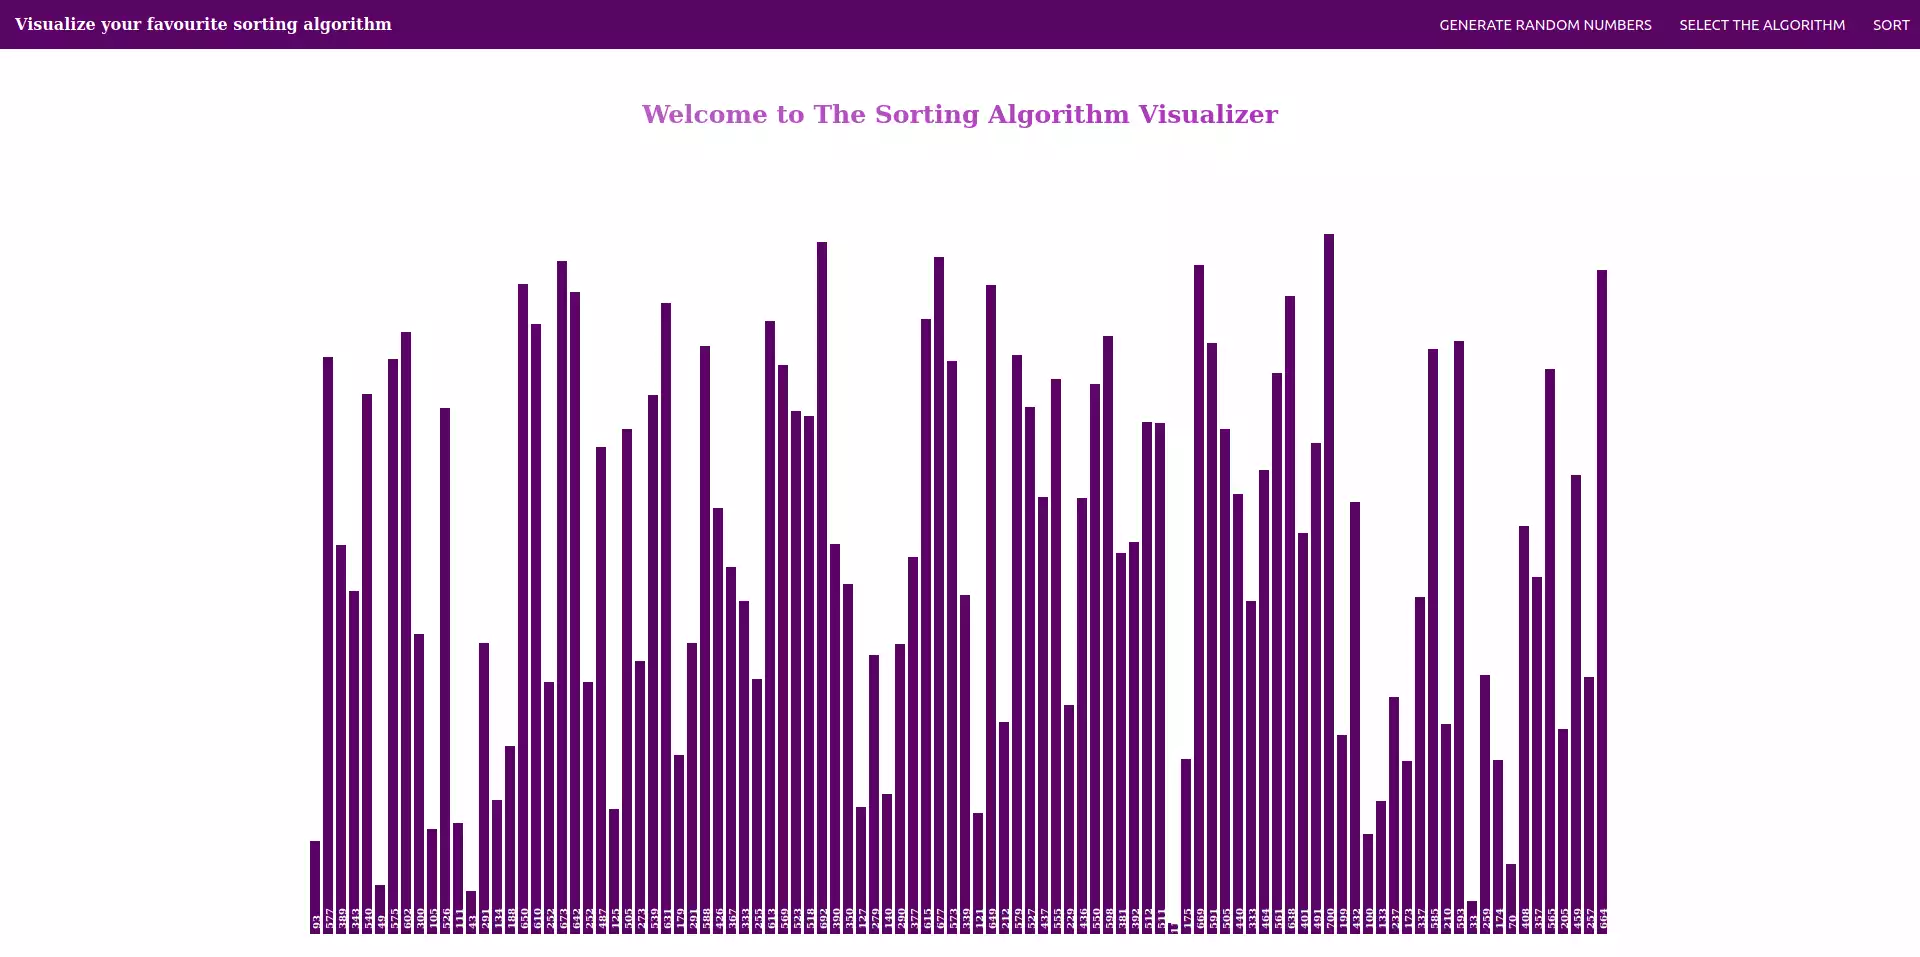 Visualize your favourite sorting algorithm
GENERATE RANDOM NUMBERS
SELECT THE ALGORITHM
SORT
Welcome to The Sorting Algorithm Visualizer
93 577 389 343 540 49 575 602 300 105 526 111 43 291 134 188 650 610 252 673 642 252 487 125 505 273 539 631 179 291 588 426 367 333 255 613 569 523 518 692 390 350 127 279 140 290 377 615 677 573 339 121 649 212 579 527 437 555 229 436 550 598 381 392 512 511 175 669 591 505 440 333 464 561 638 401 491 700 199 432 100 133 237 173 337 585 210 593 33 259 174 70 408 357 565 205 459 257 664